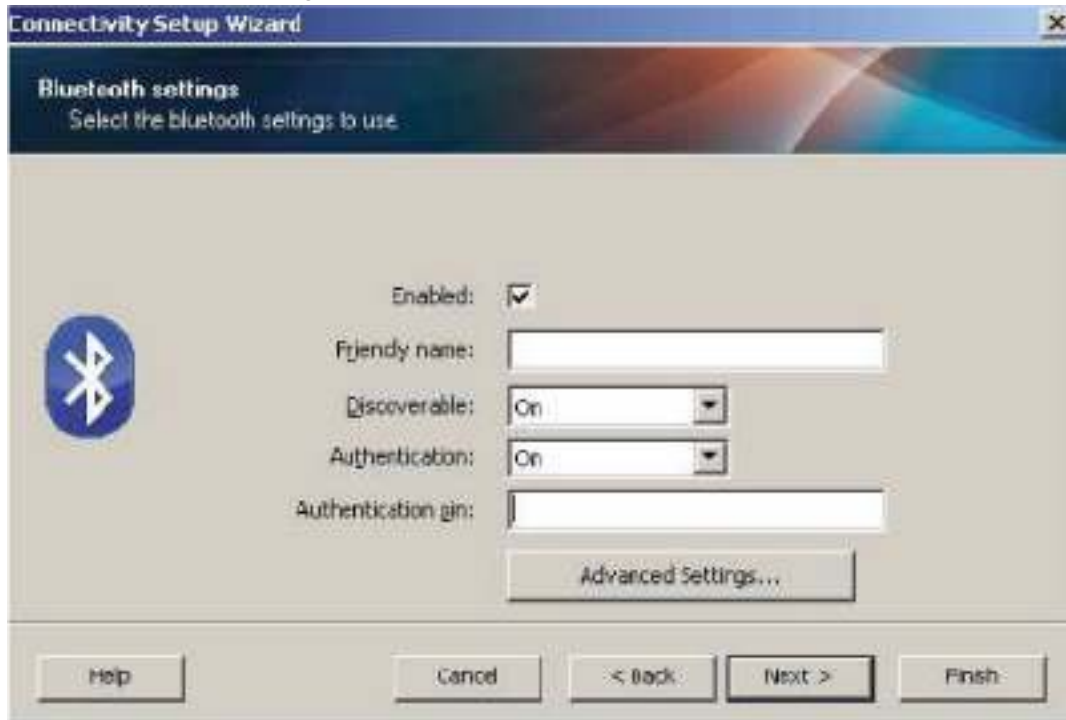 Connectivity Setup Wizard
Bluetooth settings
Select the bluetooth settings to use
Enabled:
Friendly name:
Discoverable:
On
Authentication:
On
Authentication pin:
Advanced Settings...
Help
Cancel
< Back
Next >
Finish